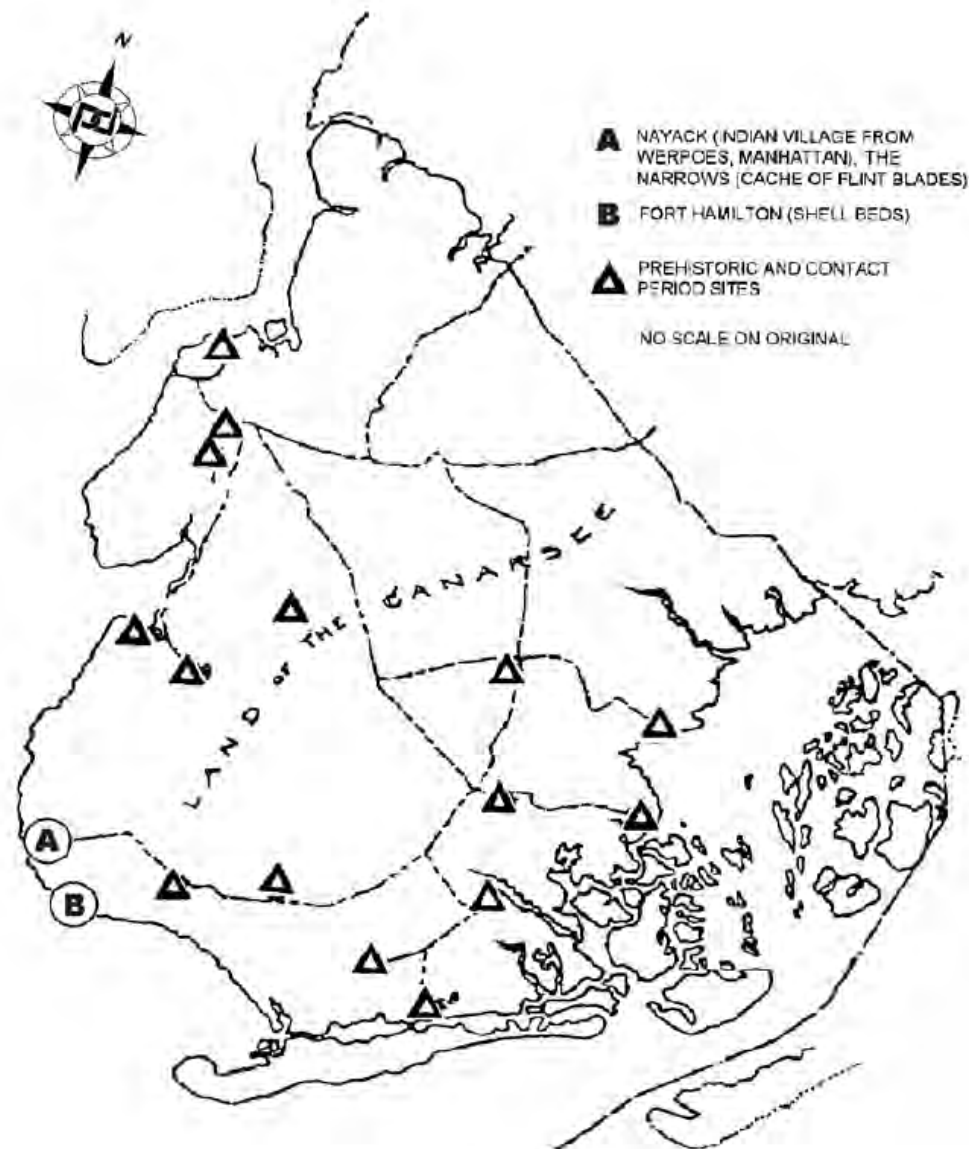 N
A NAYACK (INDIAN VILLAGE FROM
WERPOES, MANHATTAN), THE
NARROWS (CACHE OF FLINT BLADES)
B FORT HAMILTON (SHELL BEDS)
PREHISTORIC AND CONTACT
PERIOD SITES
NO SCALE ON ORIGINAL
LAND OF THE CANARSEE
A
B